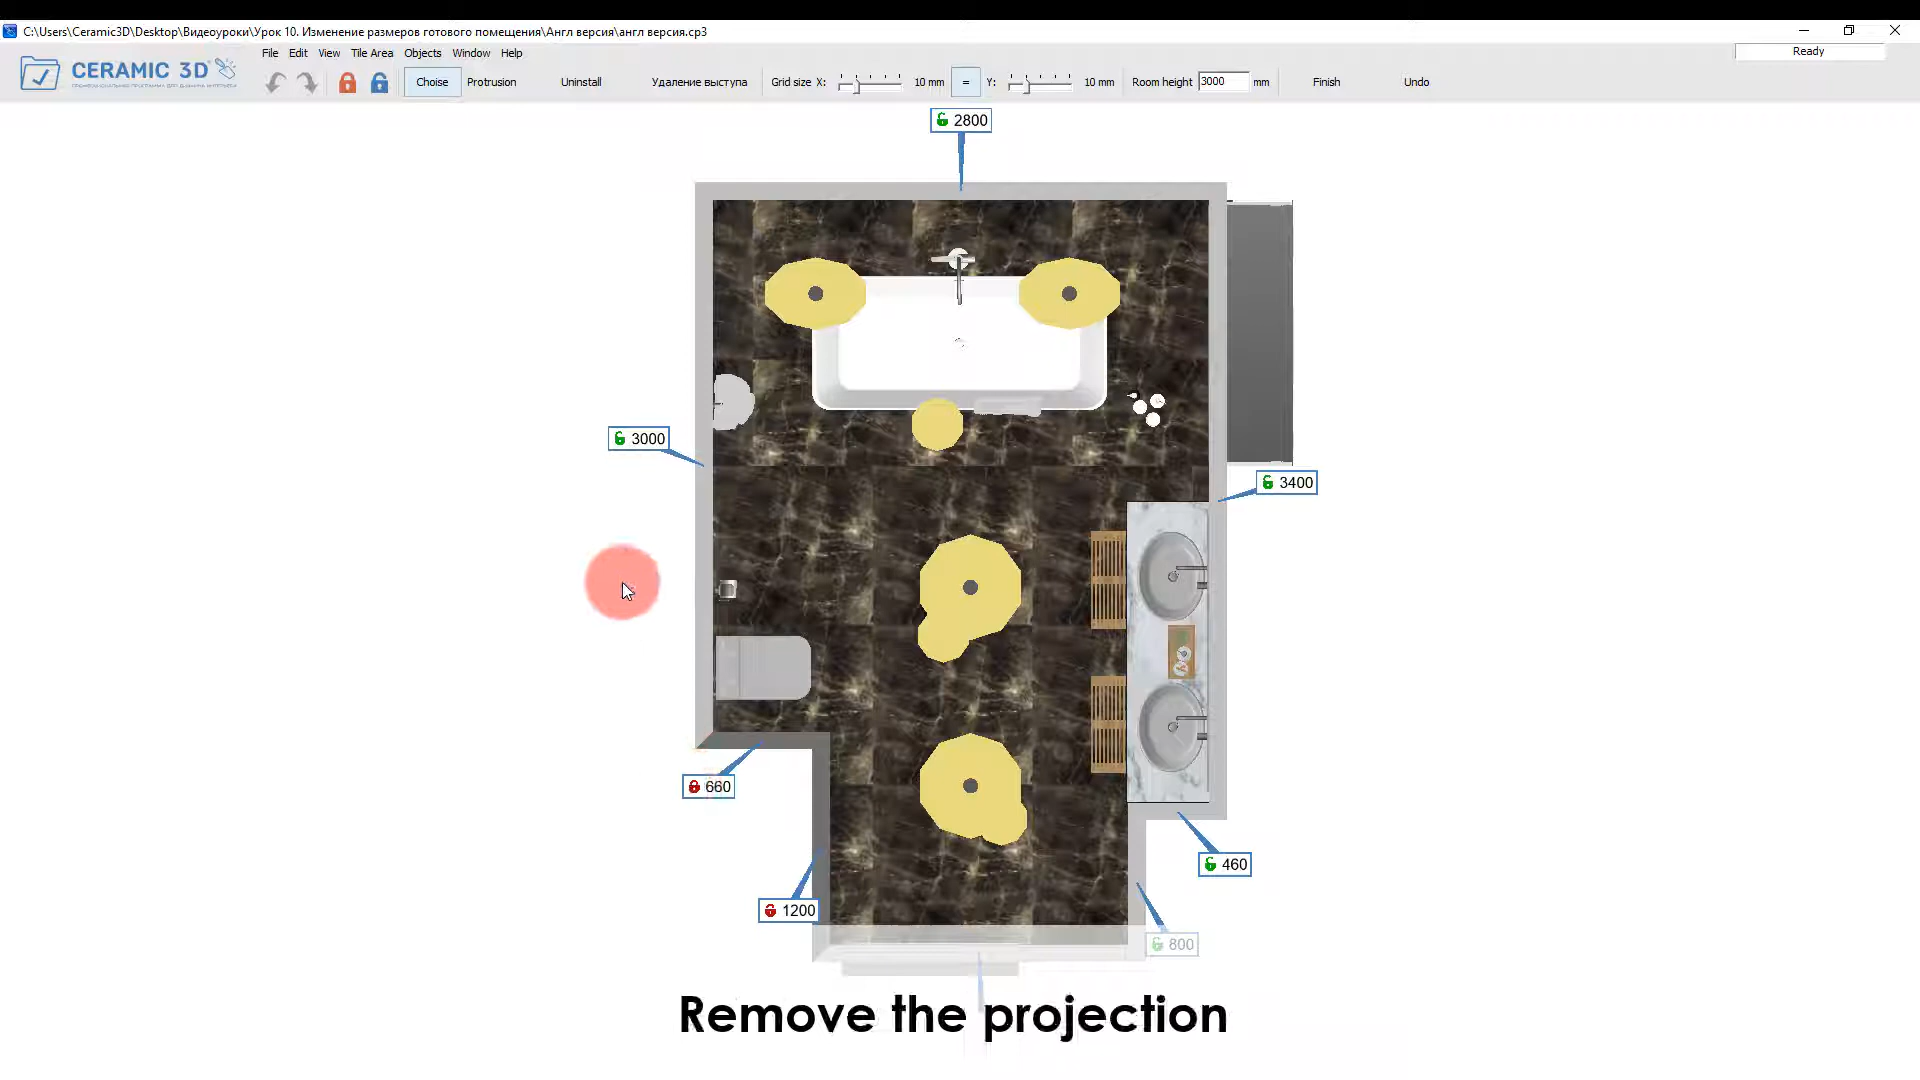 C:\Users\Ceramic3D\Desktop\Видеоуроки\Урок 10. Изменение размеров готового помещения\Англ версия\англ версия.cp3
File Edit View Tile Area Objects Window Help
Ready
CERAMIC 3D
Choise Protrusion Uninstall Удаление выступа Grid size X: 10 mm = Y: 10 mm Room height 3000 mm Finish Undo
2800
3000
3400
660
460
1200
800
Remove the projection